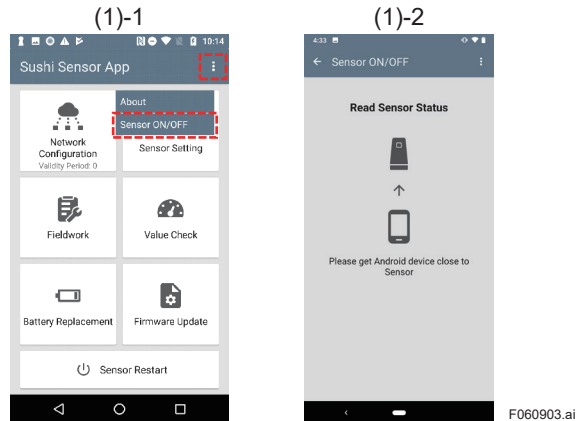 (1)-1
10:14
Sushi Sensor App
About
Sensor ON/OFF
Network
Configuration
Validity Period: 0
Sensor Setting
Fieldwork
Value Check
Battery Replacement
Firmware Update
Sensor Restart
(1)-2
4:33
Sensor ON/OFF
Read Sensor Status
Please get Android device close to
Sensor
F060903.ai